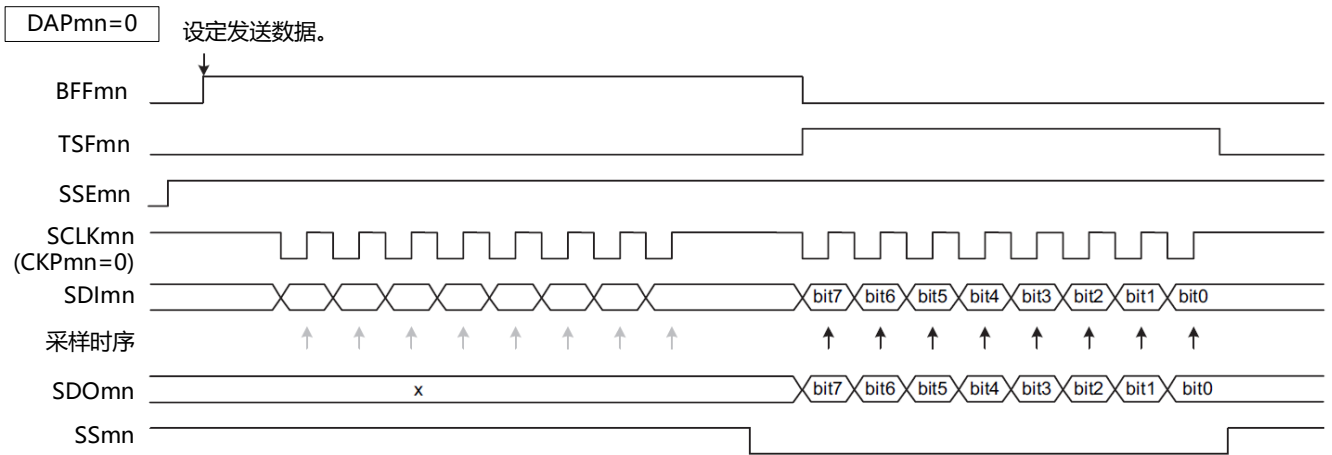 DAPmn=0
设定发送数据。
BFFmn
TSFmn
SSEmn
SCLKmn
(CKPmn=0)
SDImn
bit7 bit6 bit5 bit4 bit3 bit2 bit1 bit0
采样时序
SDOmn
x
bit7 bit6 bit5 bit4 bit3 bit2 bit1 bit0
SSmn